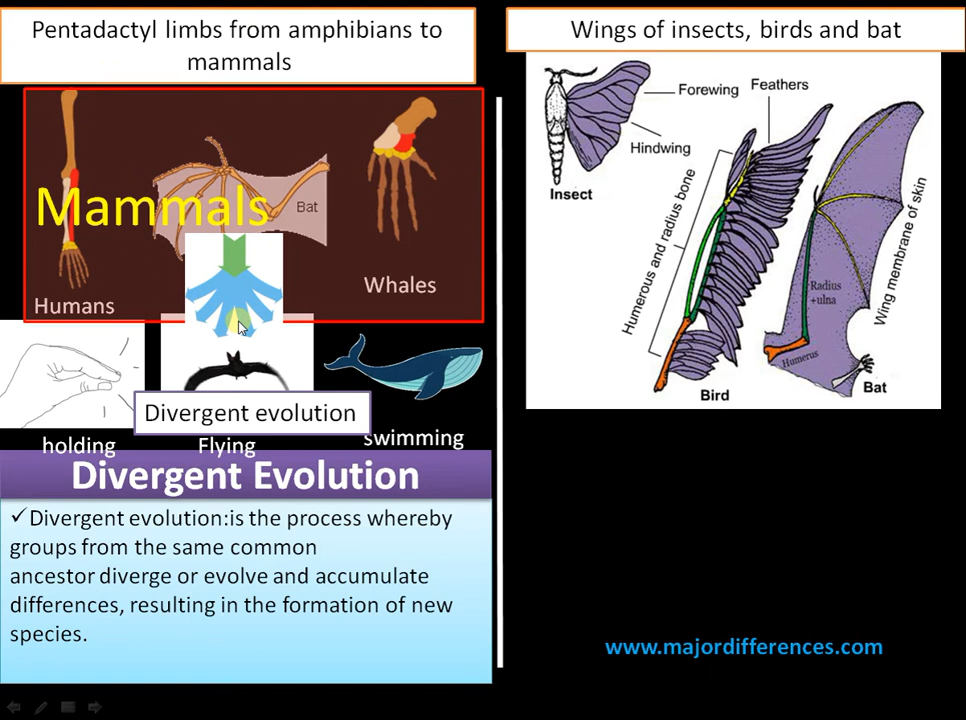 Pentadactyl limbs from amphibians to
mammals
Mammals
Bat
Humans
Whales
holding
Flying
swimming
Divergent evolution
Divergent Evolution
✓Divergent evolution:is the process whereby
groups from the same common
ancestor diverge or evolve and accumulate
differences, resulting in the formation of new
species.
Wings of insects, birds and bat
Forewing
Feathers
Hindwing
Insect
Humerous and radius bone
Radius
+ulna
Humerus
Wing membrane of skin
Bird
Bat
www.majordifferences.com